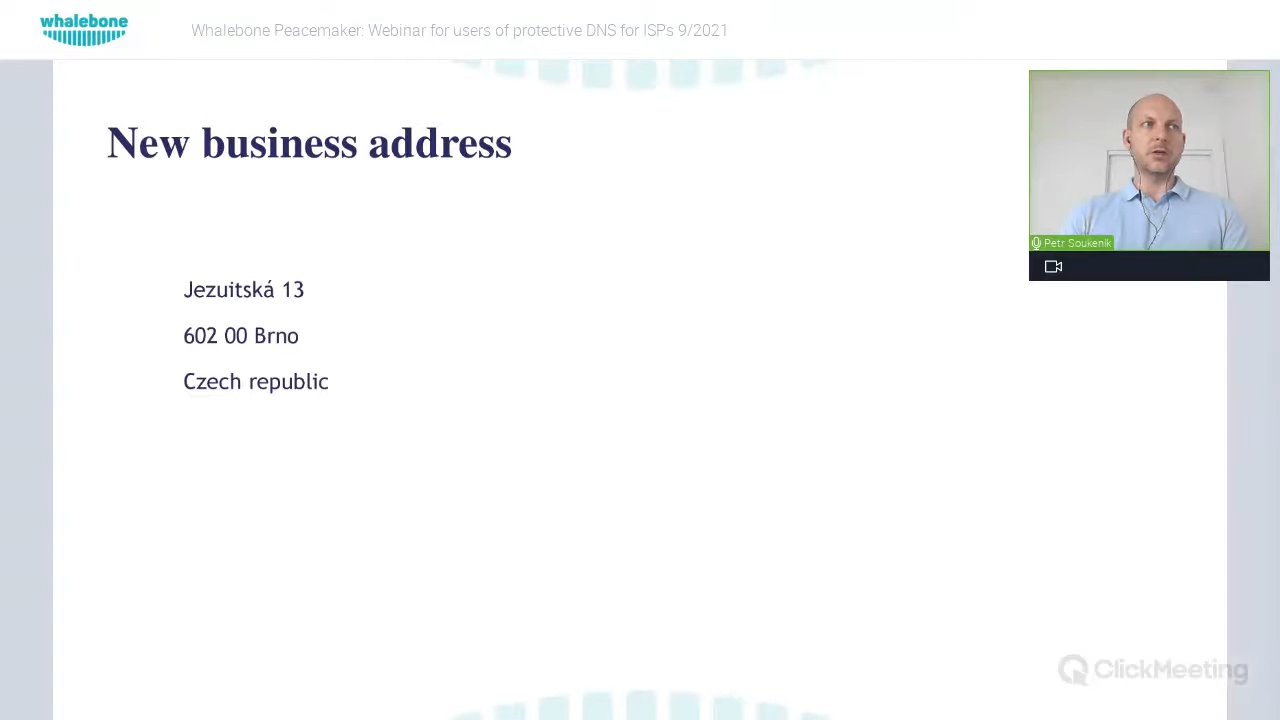 whalebone
Whalebone Peacemaker: Webinar for users of protective DNS for ISPs 9/2021
New business address
Petr Soukeník
Jezuitská 13
602 00 Brno
Czech republic
ClickMeeting